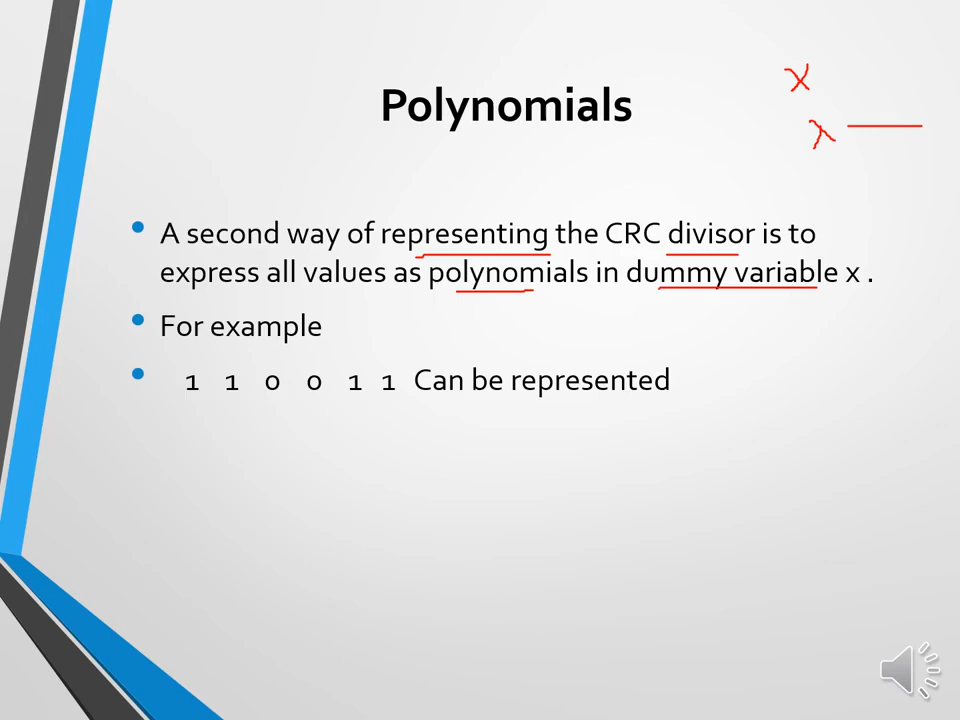 x
x
Polynomials
A second way of representing the CRC divisor is to
express all values as polynomials in dummy variable x .
For example
1 1 0 0 1 1 Can be represented